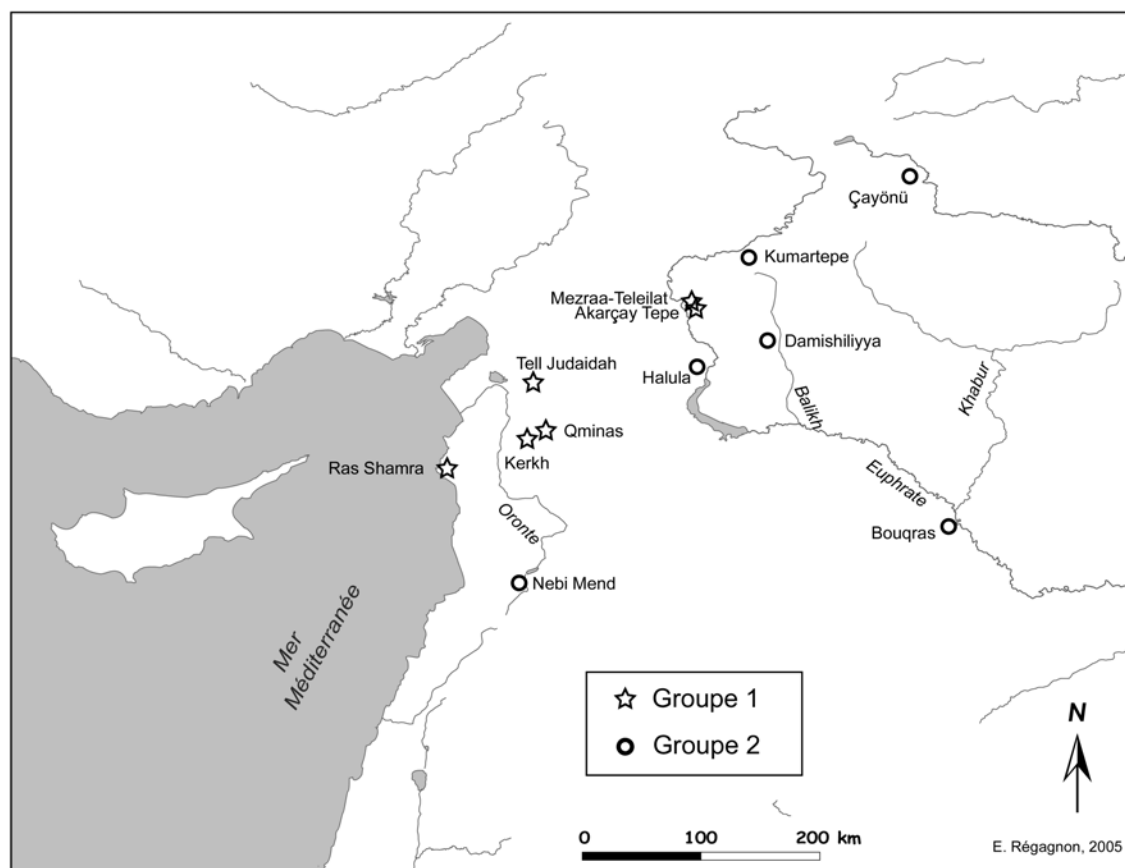 Çayönü
Kumartepe
Mezraa-Teleilat
Akarçay Tepe
Damishiliyya
Tell Judaidah
Halula
Khabur
Balikh
Qminas
Kerkh
Ras Shamra
Euphrate
Oronte
Bouqras
Nebi Mend
Mer
Méditerranée
Groupe 1
Groupe 2
N
0 100 200 km
E. Régagnon, 2005